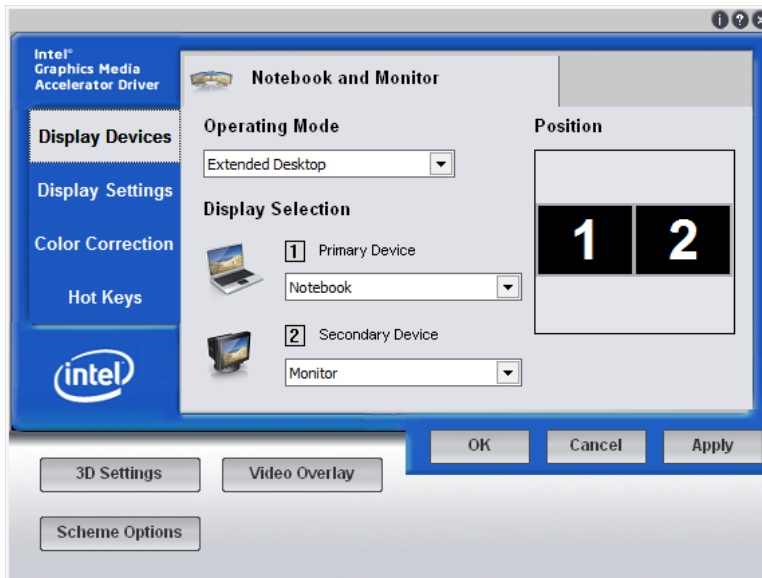 Intel®
Graphics Media
Accelerator Driver
Notebook and Monitor
Display Devices
Display Settings
Color Correction
Hot Keys
intel
Operating Mode
Extended Desktop
Display Selection
1 Primary Device
Notebook
2 Secondary Device
Monitor
Position
1 2
OK Cancel Apply
3D Settings Video Overlay
Scheme Options